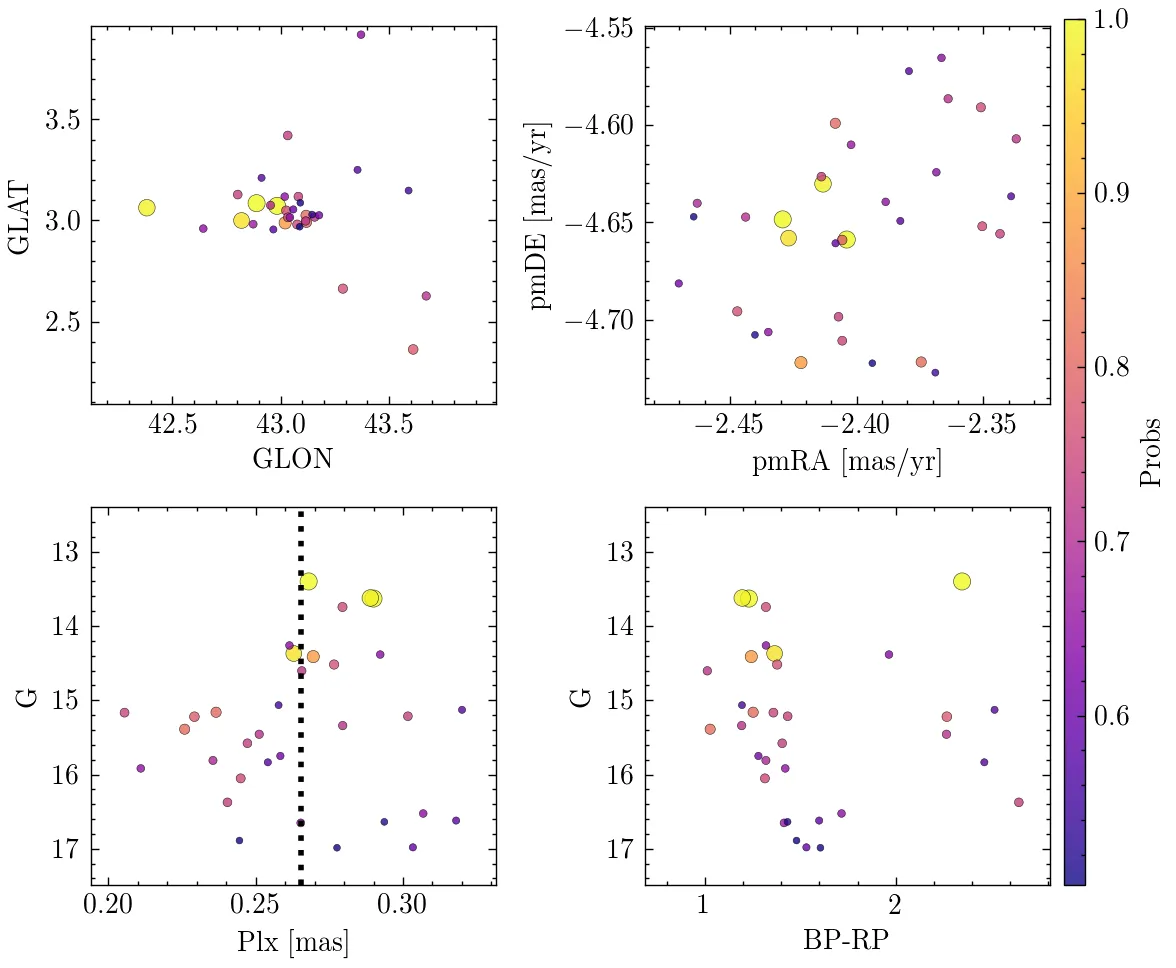 3.5
3.0
2.5
GLAT
42.5 43.0 43.5
GLON
−4.55
−4.60
−4.65
−4.70
pmDE [mas/yr]
−2.45 −2.40 −2.35
pmRA [mas/yr]
1.0
0.9
0.8
0.7
0.6
Probs
13
14
15
16
17
G
0.20 0.25 0.30
Plx [mas]
13
14
15
16
17
G
1 2
BP-RP